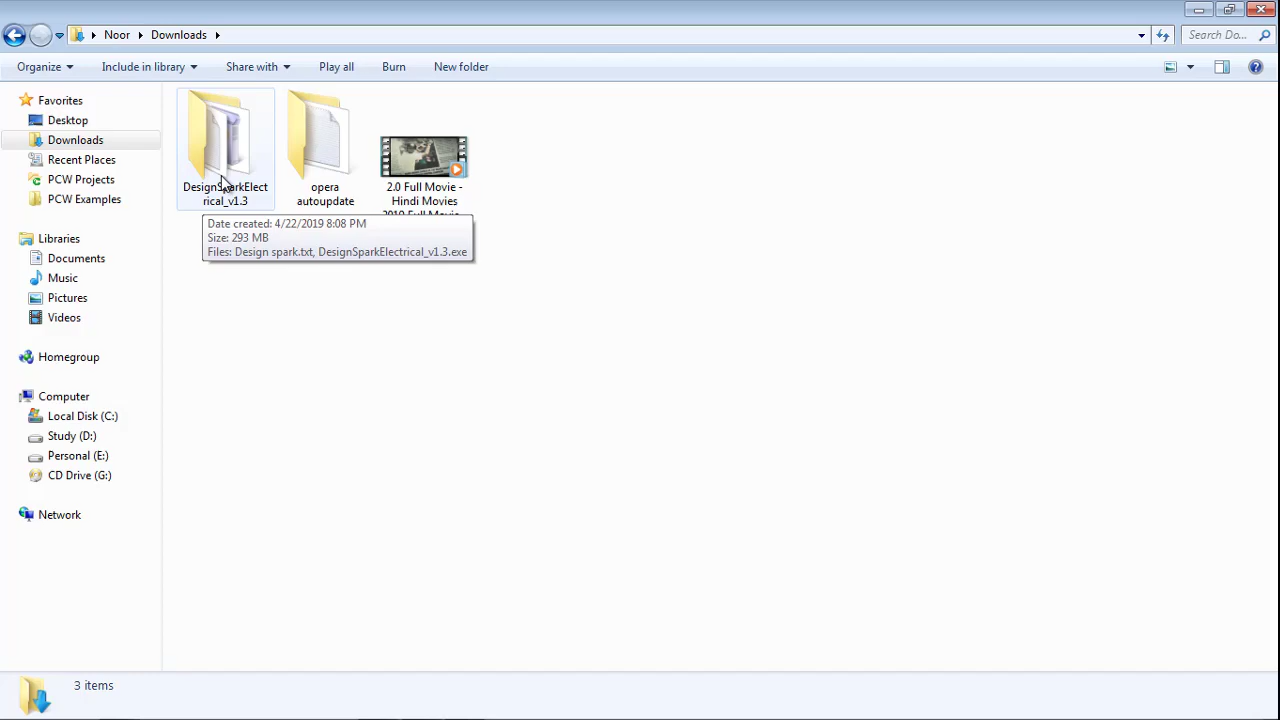 Noor
Downloads
Search Do...
Organize
Include in library
Share with
Play all
Burn
New folder
Favorites
Desktop
Downloads
Recent Places
PCW Projects
PCW Examples
Libraries
Documents
Music
Pictures
Videos
Homegroup
Computer
Local Disk (C:)
Study (D:)
Personal (E:)
CD Drive (G:)
Network
DesignSparkElect
rical_v1.3
opera
autoupdate
2.0 Full Movie -
Hindi Movies
2019 Full Movie
Date created: 4/22/2019 8:08 PM
Size: 293 MB
Files: Design spark.txt, DesignSparkElectrical_v1.3.exe
3 items